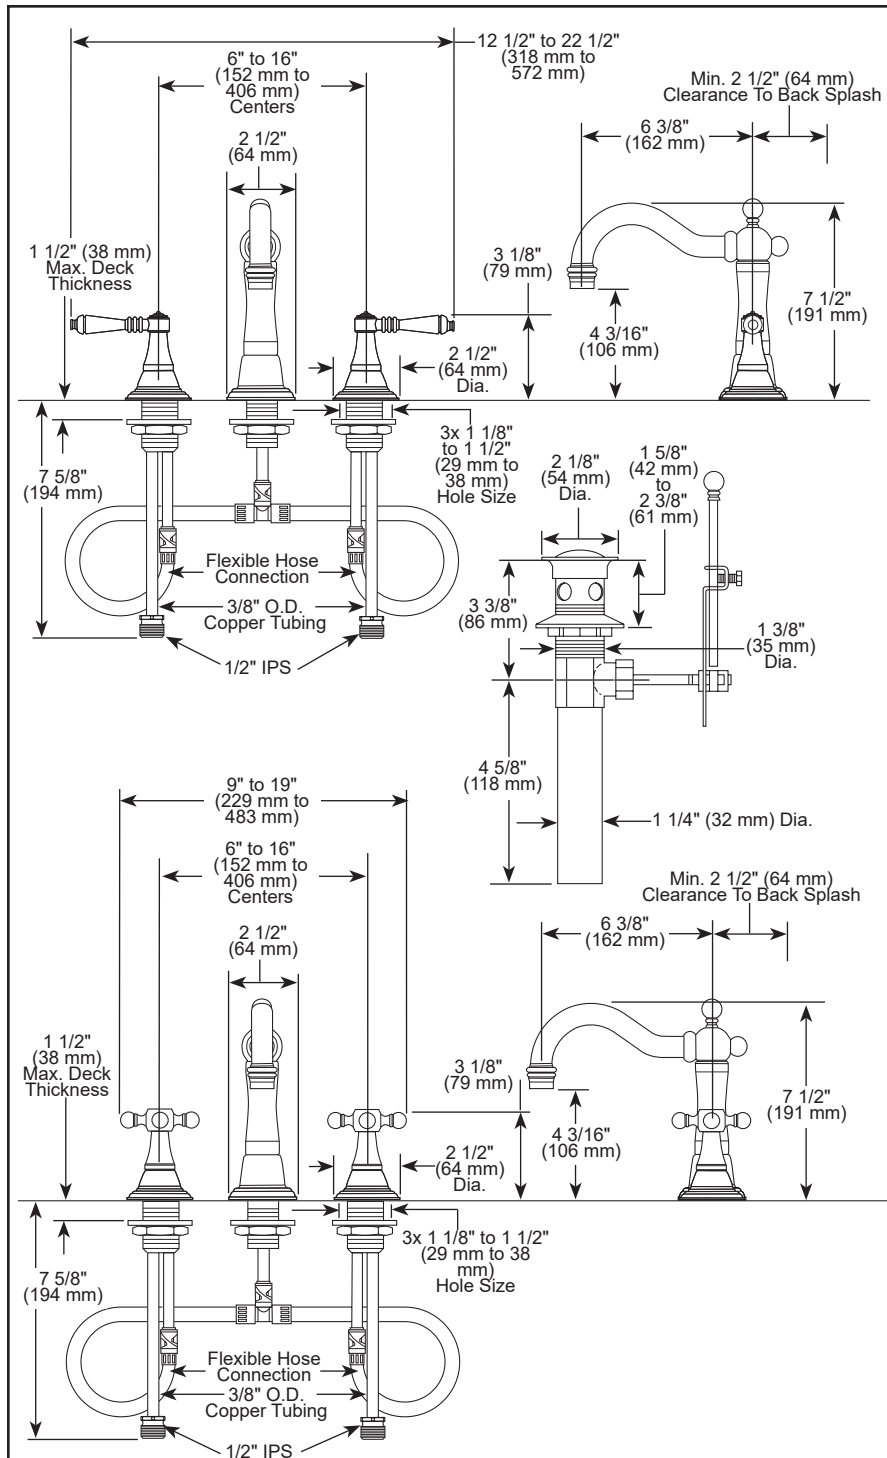 12 1/2" to 22 1/2"
(318 mm to
572 mm)
6" to 16"
(152 mm to
406 mm)
Centers
2 1/2"
(64 mm)
Min. 2 1/2" (64 mm)
Clearance To Back Splash
6 3/8"
(162 mm)
1 1/2" (38 mm)
Max. Deck
Thickness
3 1/8"
(79 mm)
7 1/2"
(191 mm)
4 3/16"
(106 mm)
2 1/2"
(64 mm)
Dia.
3x 1 1/8"
to 1 1/2"
(29 mm to
38 mm)
Hole Size
7 5/8"
(194 mm)
Flexible Hose
Connection
3/8" O.D.
Copper Tubing
1/2" IPS
2 1/8"
(54 mm)
Dia.
1 5/8"
(42 mm)
to
2 3/8"
(61 mm)
3 3/8"
(86 mm)
1 3/8"
(35 mm)
Dia.
4 5/8"
(118 mm)
1 1/4" (32 mm) Dia.
9" to 19"
(229 mm to
483 mm)
6" to 16"
(152 mm to
406 mm)
Centers
2 1/2"
(64 mm)
Min. 2 1/2" (64 mm)
Clearance To Back Splash
6 3/8"
(162 mm)
1 1/2"
(38 mm)
Max. Deck
Thickness
3 1/8"
(79 mm)
7 1/2"
(191 mm)
4 3/16"
(106 mm)
2 1/2"
(64 mm)
Dia.
3x 1 1/8" to 1 1/2"
(29 mm to 38
mm)
Hole Size
7 5/8"
(194 mm)
Flexible Hose
Connection
3/8" O.D.
Copper Tubing
1/2" IPS